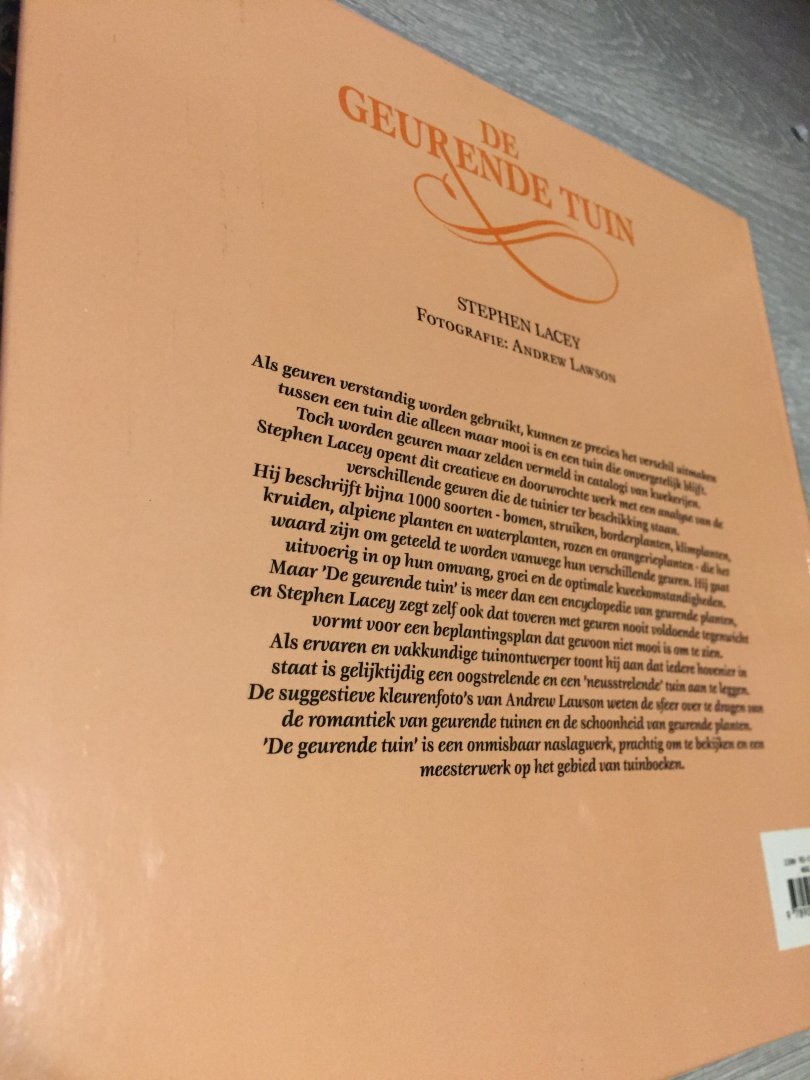 DE
GEURENDE TUIN
STEPHEN LACEY
FOTOGRAFIE: ANDREW LAWSON
Als geuren verstandig worden gebruikt, kunnen ze precies het verschil uitmaken
tussen een tuin die alleen maar mooi is en een tuin die onvergetelijk blijft.
Toch worden geuren maar zelden vermeld in catalogi van kwekerijen.
Stephen Lacey opent dit creatieve en doorwrochte werk met een analyse van de
verschillende geuren die de tuinier ter beschikking staan.
Hij beschrijft bijna 1000 soorten - bomen, struiken, borderplanten, klimplanten,
kruiden, alpiene planten en waterplanten, rozen en orangerieplanten - die het
waard zijn om geteeld te worden vanwege hun verschillende geuren. Hij gaat
uitvoerig in op hun omvang, groei en de optimale kweekomstandigheden.
Maar 'De geurende tuin' is meer dan een encyclopedie van geurende planten,
en Stephen Lacey zegt zelf ook dat toveren met geuren nooit voldoende tegenwicht
vormt voor een beplantingsplan dat gewoon niet mooi is om te zien.
Als ervaren en vakkundige tuinontwerper toont hij aan dat iedere hovenier in
staat is gelijktijdig een oogstrelende en een 'neusstrelende' tuin aan te leggen.
De suggestieve kleurenfoto's van Andrew Lawson weten de sfeer over te dragen van
de romantiek van geurende tuinen en de schoonheid van geurende planten.
'De geurende tuin' is een onmisbaar naslagwerk, prachtig om te bekijken en een
meesterwerk op het gebied van tuinboeken.